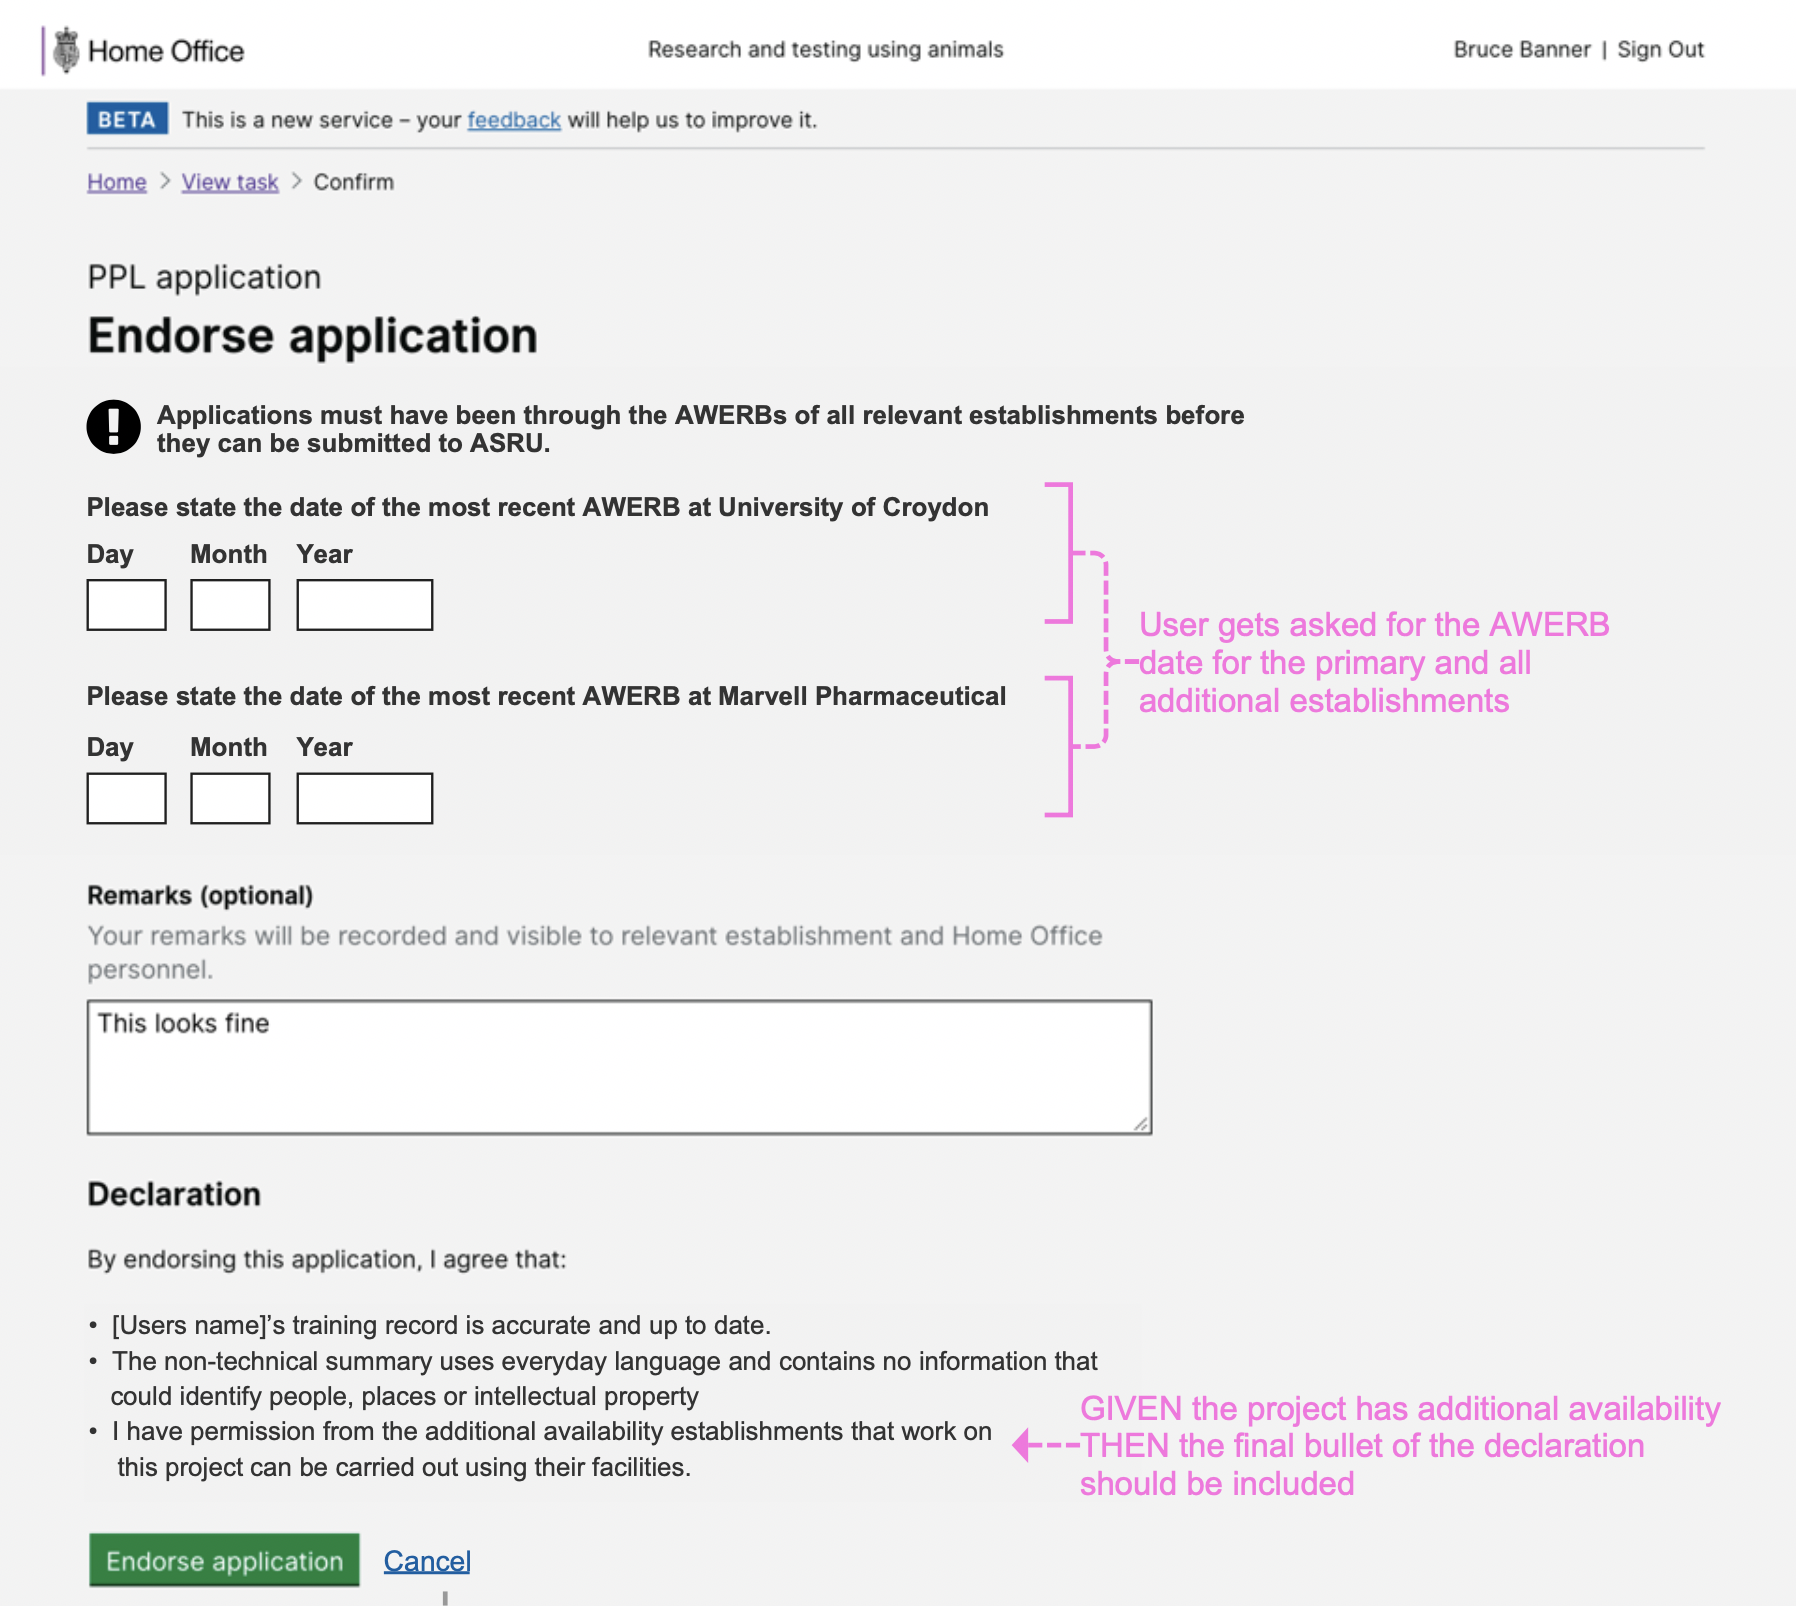 Home Office
Research and testing using animals
Bruce Banner | Sign Out
BETA This is a new service – your feedback will help us to improve it.
Home > View task > Confirm
PPL application
Endorse application
! Applications must have been through the AWERBs of all relevant establishments before
they can be submitted to ASRU.
Please state the date of the most recent AWERB at University of Croydon
Day Month Year
User gets asked for the AWERB
date for the primary and all
additional establishments
Please state the date of the most recent AWERB at Marvell Pharmaceutical
Day Month Year
Remarks (optional)
Your remarks will be recorded and visible to relevant establishment and Home Office
personnel.
This looks fine
Declaration
By endorsing this application, I agree that:
• [Users name]’s training record is accurate and up to date.
• The non-technical summary uses everyday language and contains no information that
could identify people, places or intellectual property
• I have permission from the additional availability establishments that work on
this project can be carried out using their facilities.
GIVEN the project has additional availability
THEN the final bullet of the declaration
should be included
Endorse application Cancel